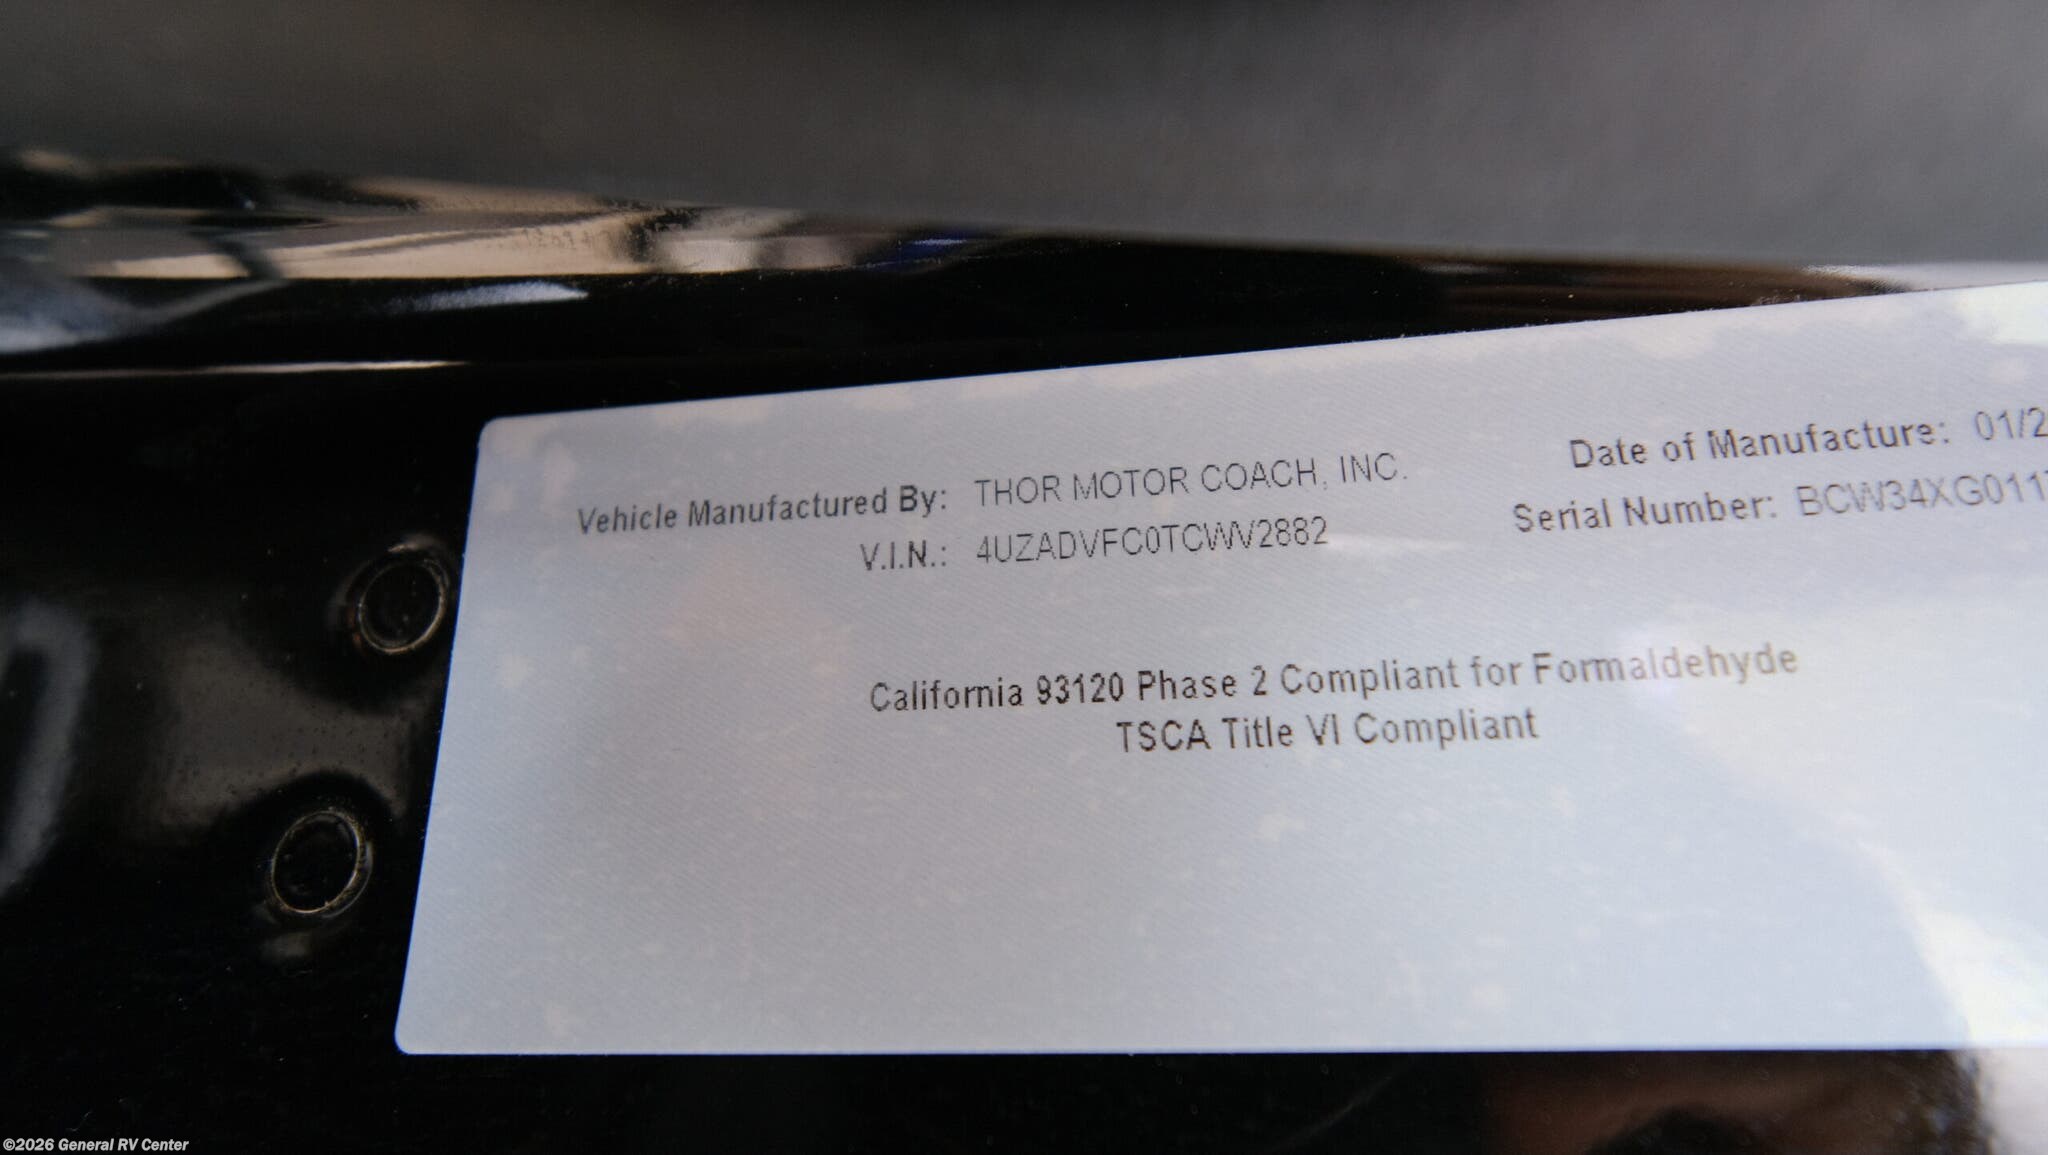 Vehicle Manufactured By: THOR MOTOR COACH, INC. Date of Manufacture: 01/2
V.I.N.: 4UZADVFC0TCWV2882 Serial Number: BCW34XG011
California 93120 Phase 2 Compliant for Formaldehyde
TSCA Title VI Compliant
©2026 General RV Center